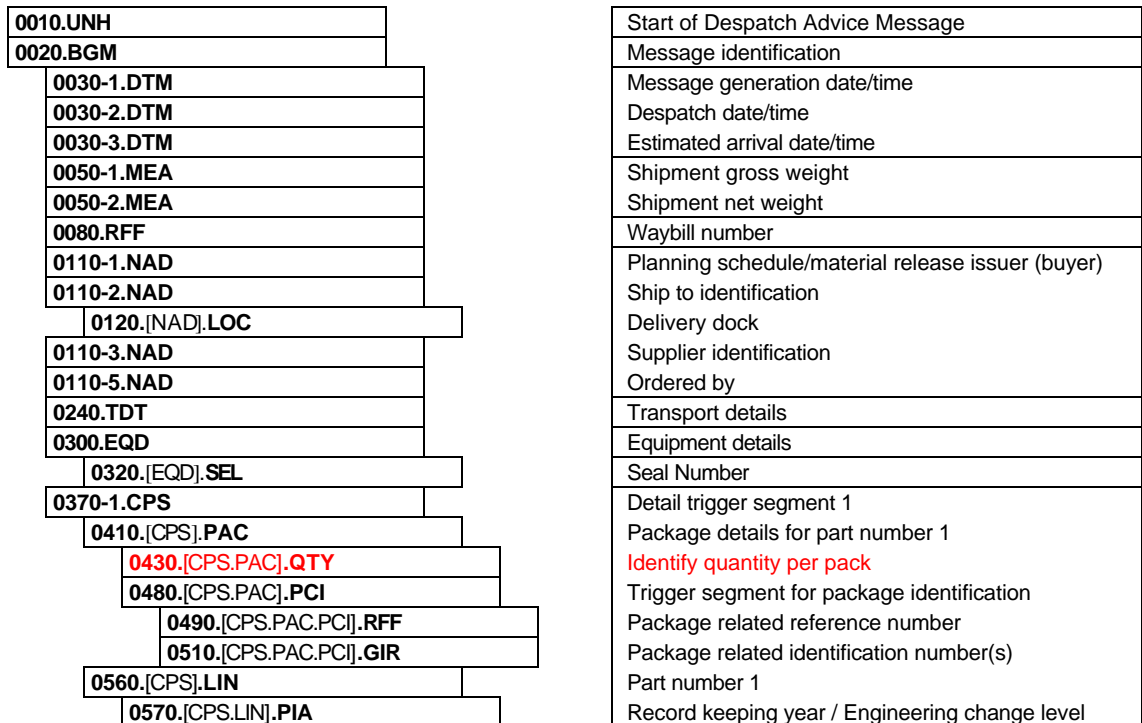 0010.UNH Start of Despatch Advice Message
0020.BGM Message identification
0030-1.DTM Message generation date/time
0030-2.DTM Despatch date/time
0030-3.DTM Estimated arrival date/time
0050-1.MEA Shipment gross weight
0050-2.MEA Shipment net weight
0080.RFF Waybill number
0110-1.NAD Planning schedule/material release issuer (buyer)
0110-2.NAD Ship to identification
0120.[NAD].LOC Delivery dock
0110-3.NAD Supplier identification
0110-5.NAD Ordered by
0240.TDT Transport details
0300.EQD Equipment details
0320.[EQD].SEL Seal Number
0370-1.CPS Detail trigger segment 1
0410.[CPS].PAC Package details for part number 1
0430.[CPS.PAC].QTY Identify quantity per pack
0480.[CPS.PAC].PCI Trigger segment for package identification
0490.[CPS.PAC.PCI].RFF Package related reference number
0510.[CPS.PAC.PCI].GIR Package related identification number(s)
0560.[CPS].LIN Part number 1
0570.[CPS.LIN].PIA Record keeping year / Engineering change level